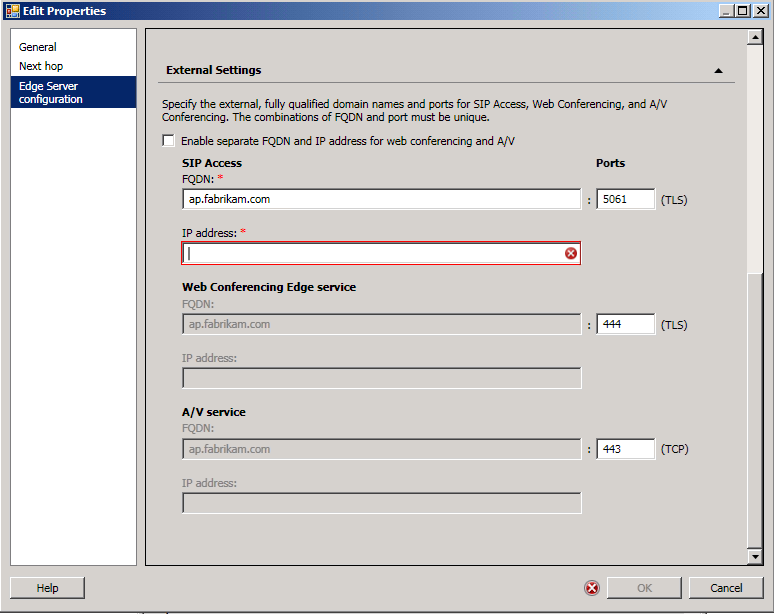 Edit Properties
General
Next hop
Edge Server
configuration
External Settings
Specify the external, fully qualified domain names and ports for SIP Access, Web Conferencing, and A/V
Conferencing. The combinations of FQDN and port must be unique.
Enable separate FQDN and IP address for web conferencing and A/V
SIP Access Ports
FQDN: *
ap.fabrikam.com : 5061 (TLS)
IP address: *
Web Conferencing Edge service
FQDN:
ap.fabrikam.com : 444 (TLS)
IP address:
A/V service
FQDN:
ap.fabrikam.com : 443 (TCP)
IP address:
Help OK Cancel